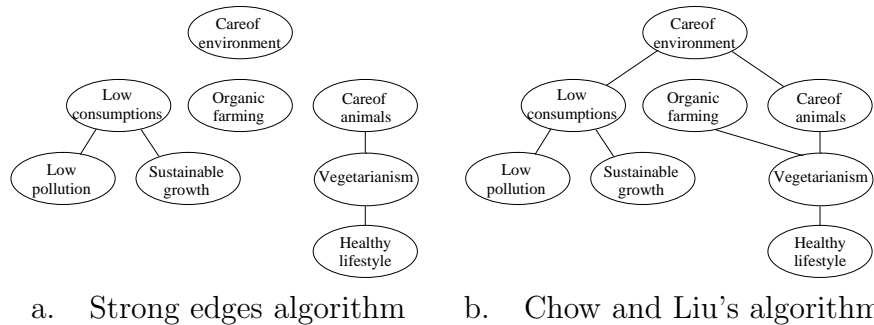 Careof
environment
Low
consumptions
Organic
farming
Careof
animals
Low
pollution
Sustainable
growth
Vegetarianism
Healthy
lifestyle
a. Strong edges algorithm
Careof
environment
Low
consumptions
Organic
farming
Careof
animals
Low
pollution
Sustainable
growth
Vegetarianism
Healthy
lifestyle
b. Chow and Liu's algorithm